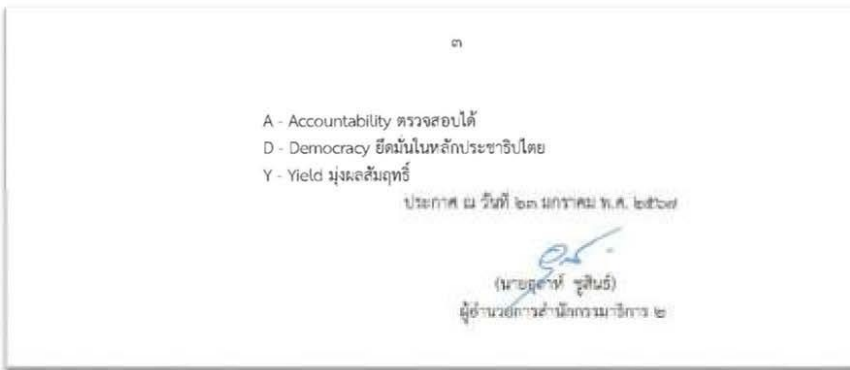 ๓
A - Accountability ตรวจสอบได้
D - Democracy ยึดมั่นในหลักประชาธิปไตย
Y - Yield มุ่งผลสัมฤทธิ์
ประกาศ ณ วันที่ ๒๓ มกราคม พ.ศ. ๒๕๖๗
ชูสินธ์)
ผู้อำนวยการสำนักกรรมาธิการ ๒